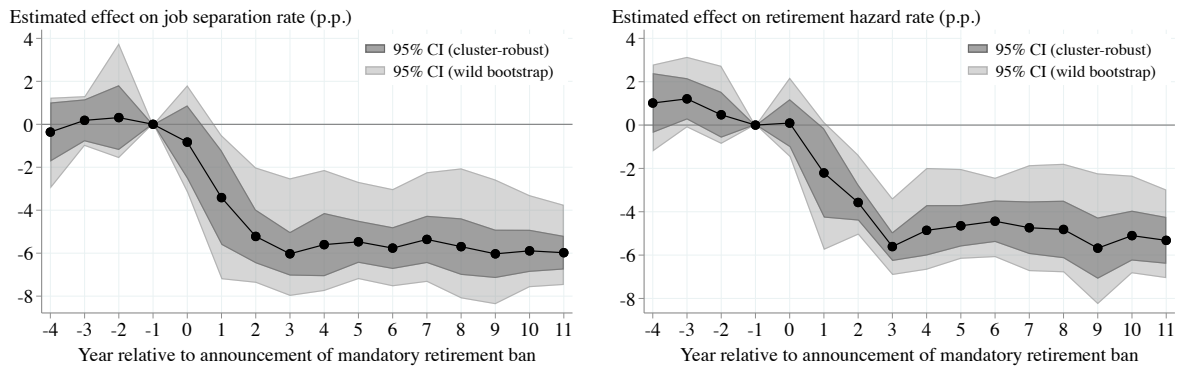 Estimated effect on job separation rate (p.p.)
4
2
0
-2
-4
-6
-8
95% CI (cluster-robust)
95% CI (wild bootstrap)
-4 -3 -2 -1 0 1 2 3 4 5 6 7 8 9 10 11
Year relative to announcement of mandatory retirement ban
Estimated effect on retirement hazard rate (p.p.)
4
2
0
-2
-4
-6
-8
95% CI (cluster-robust)
95% CI (wild bootstrap)
-4 -3 -2 -1 0 1 2 3 4 5 6 7 8 9 10 11
Year relative to announcement of mandatory retirement ban